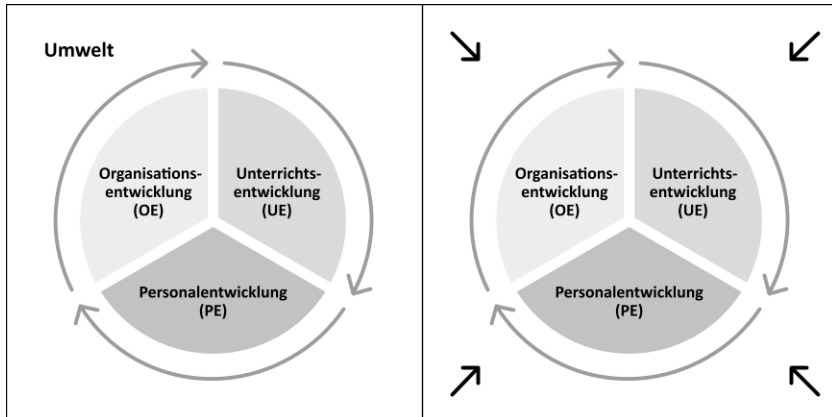 Umwelt
Organisations-
entwicklung
(OE)
Unterrichts-
entwicklung
(UE)
Personalentwicklung
(PE)
Organisations-
entwicklung
(OE)
Unterrichts-
entwicklung
(UE)
Personalentwicklung
(PE)